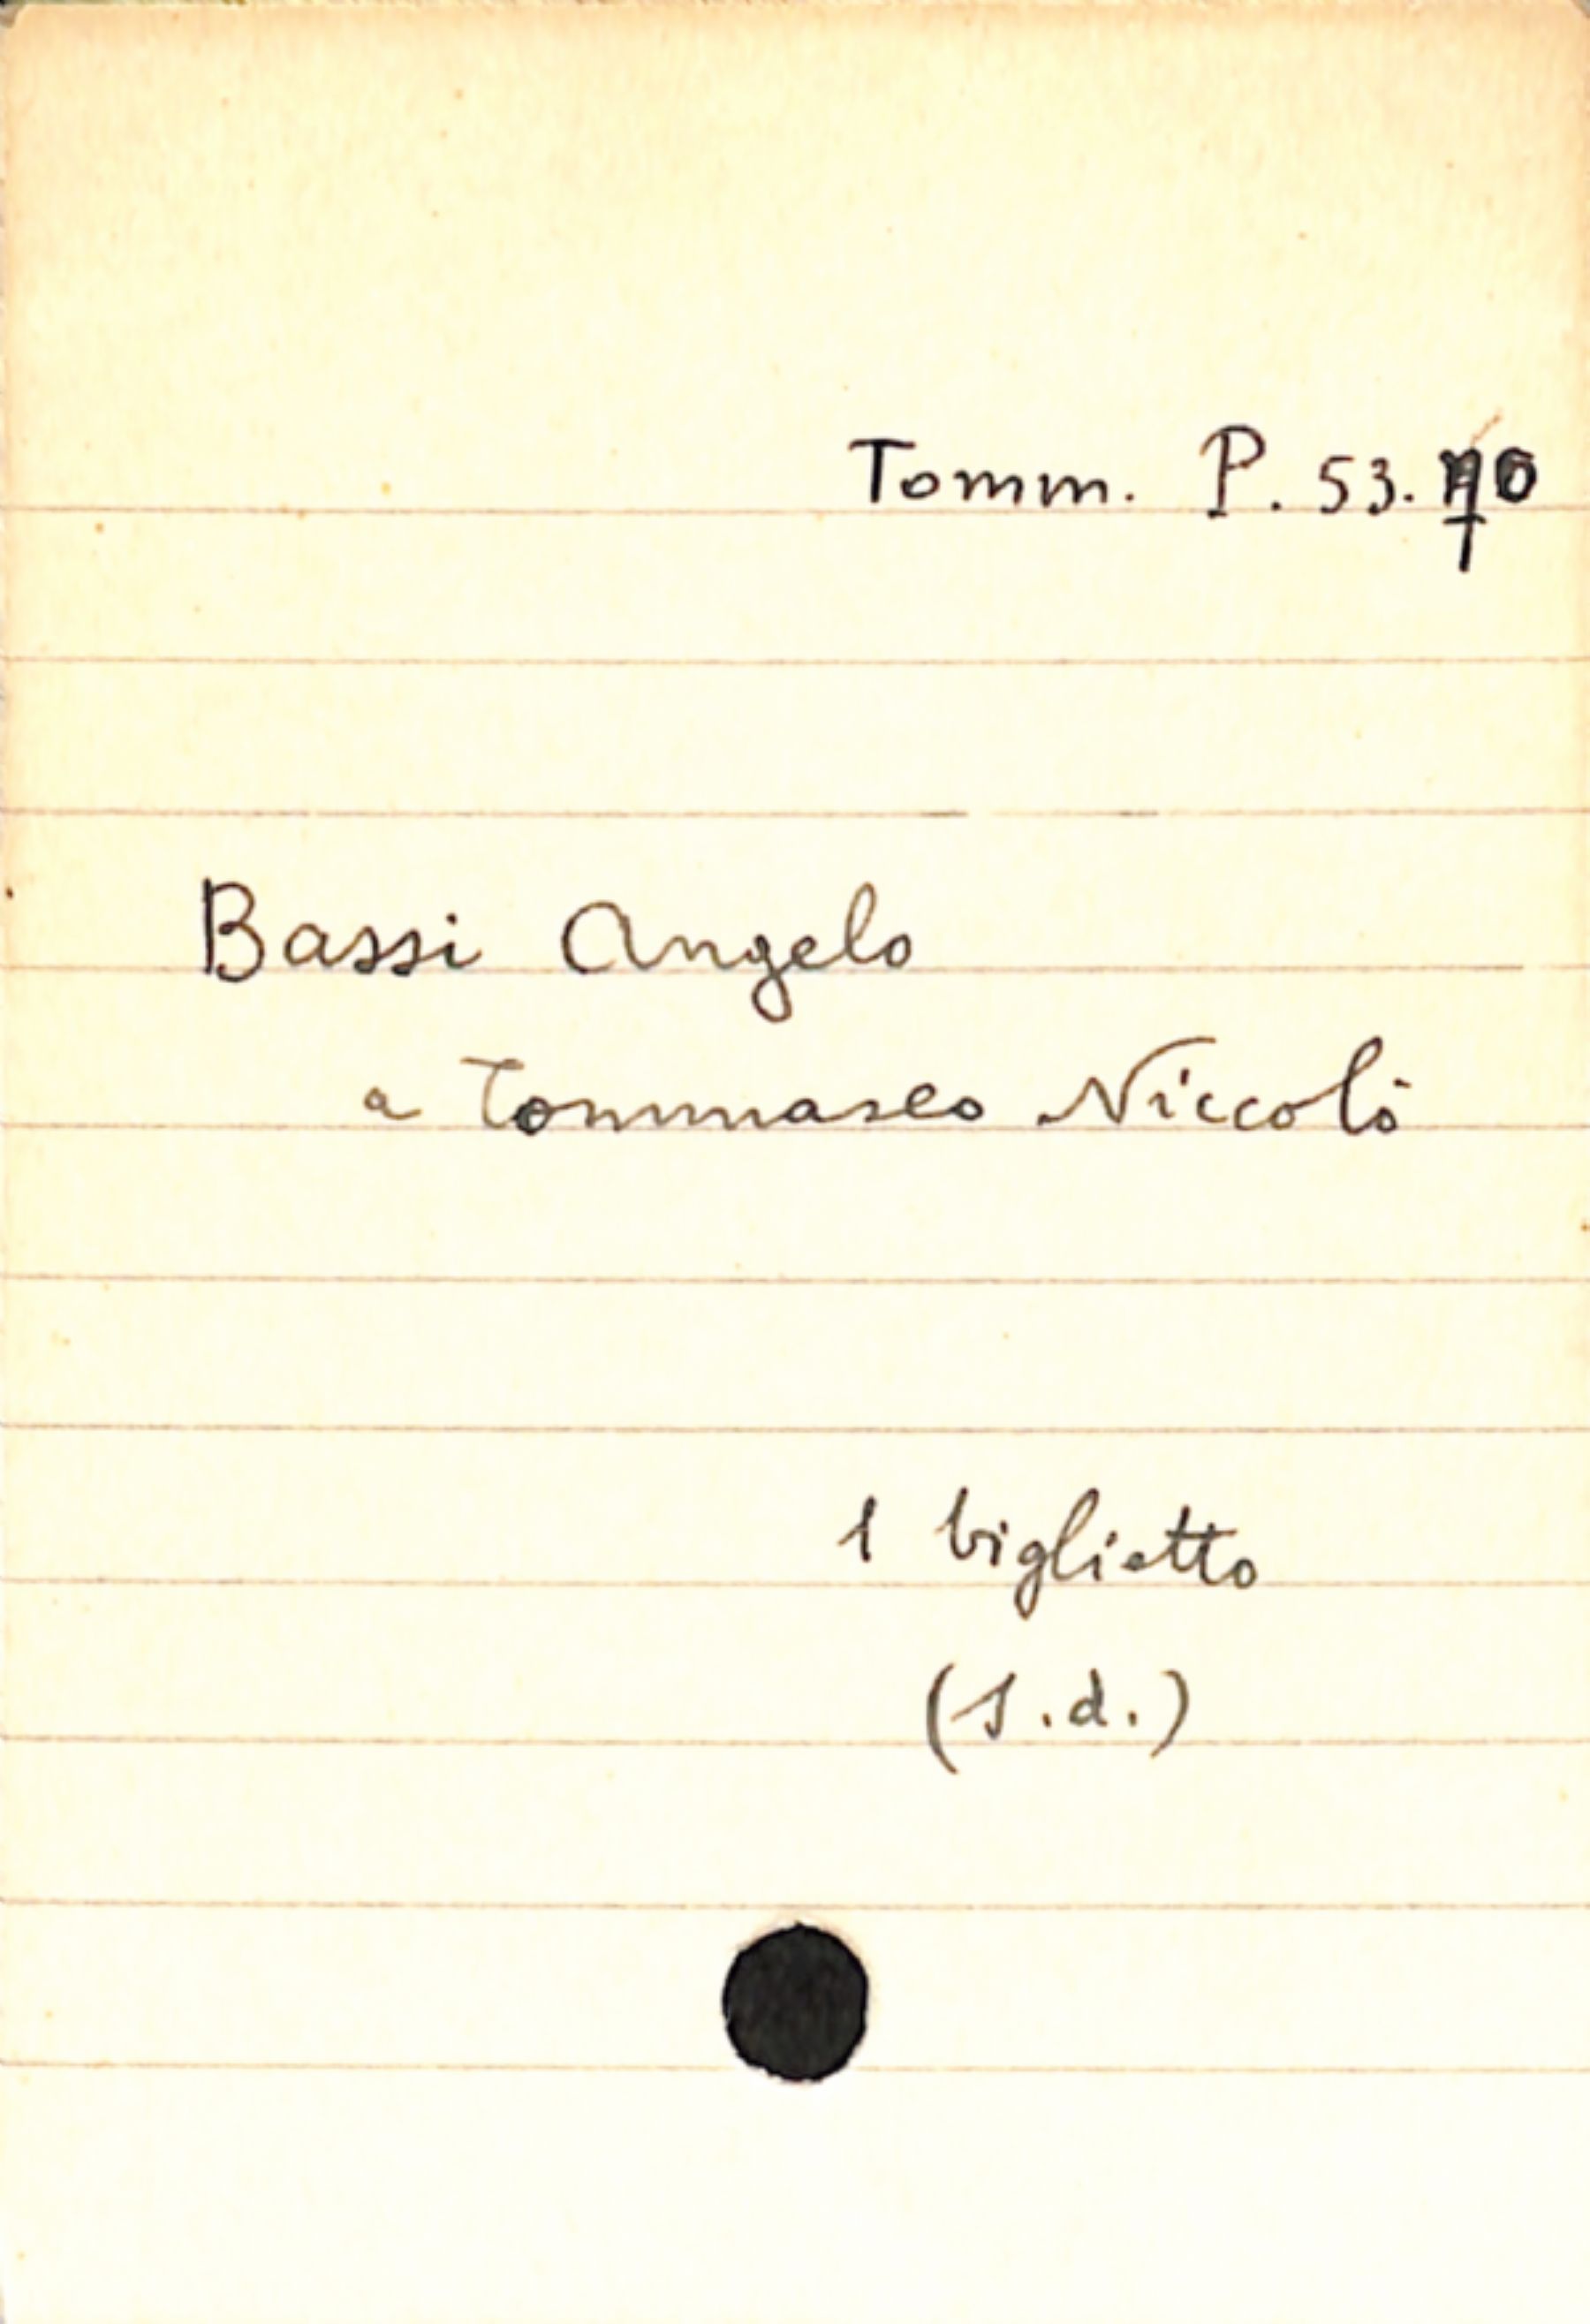 Tomm. P. 53. 70
Bassi Angelo
a Tommaseo Niccolò
1 biglietto
(s.d.)